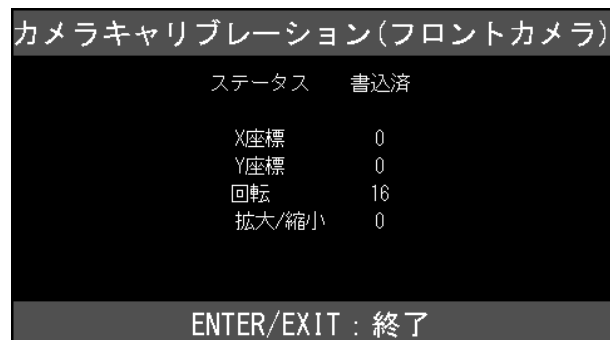 カメラキャリブレーション(フロントカメラ)
ステータス 書込済
X座標 0
Y座標 0
回転 16
拡大/縮小 0
ENTER/EXIT：終了